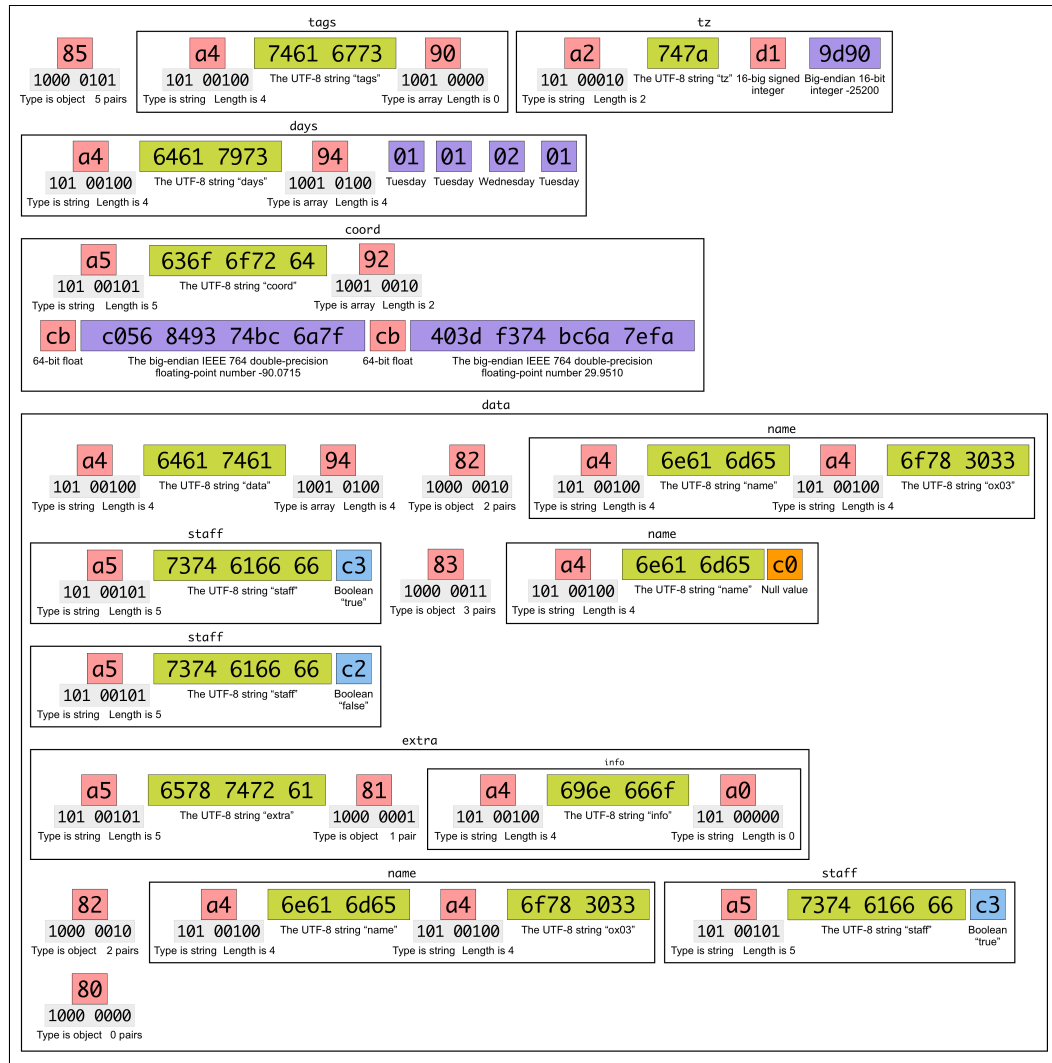 tags
tz
85 a4 7461 6773 90 a2 747a d1 9d90
1000 0101 101 00100 The UTF-8 string “tags” 1001 0000 101 00010 The UTF-8 string “tz” 16-big signed integer Big-endian 16-bit integer -25200
Type is object 5 pairs Type is string Length is 4 Type is array Length is 0 Type is string Length is 2
days
a4 6461 7973 94 01 01 02 01
101 00100 The UTF-8 string “days” 1001 0100 Tuesday Tuesday Wednesday Tuesday
Type is string Length is 4 Type is array Length is 4
coord
a5 636f 6f72 64 92
101 00101 The UTF-8 string “coord” 1001 0010
Type is string Length is 5 Type is array Length is 2
cb c056 8493 74bc 6a7f cb 403d f374 bc6a 7efa
64-bit float The big-endian IEEE 764 double-precision 64-bit float The big-endian IEEE 764 double-precision
floating-point number -90.0715 floating-point number 29.9510
data
name
a4 6461 7461 94 82 a4 6e61 6d65 a4 6f78 3033
101 00100 The UTF-8 string “data” 1001 0100 1000 0010 101 00100 The UTF-8 string “name” 101 00100 The UTF-8 string “ox03”
Type is string Length is 4 Type is array Length is 4 Type is object 2 pairs Type is string Length is 4 Type is string Length is 4
staff
name
a5 7374 6166 66 c3 83 a4 6e61 6d65 c0
101 00101 The UTF-8 string “staff” Boolean “true” 1000 0011 101 00100 The UTF-8 string “name” Null value
Type is string Length is 5 Type is object 3 pairs Type is string Length is 4
staff
a5 7374 6166 66 c2
101 00101 The UTF-8 string “staff” Boolean “false”
Type is string Length is 5
extra
info
a5 6578 7472 61 81 a4 696e 666f a0
101 00101 The UTF-8 string “extra” 1000 0001 101 00100 The UTF-8 string “info” 101 00000
Type is string Length is 5 Type is object 1 pair Type is string Length is 4 Type is string Length is 0
name
staff
82 a4 6e61 6d65 a4 6f78 3033 a5 7374 6166 66 c3
1000 0010 101 00100 The UTF-8 string “name” 101 00100 The UTF-8 string “ox03” 101 00101 The UTF-8 string “staff” Boolean “true”
Type is object 2 pairs Type is string Length is 4 Type is string Length is 4 Type is string Length is 5
80
1000 0000
Type is object 0 pairs